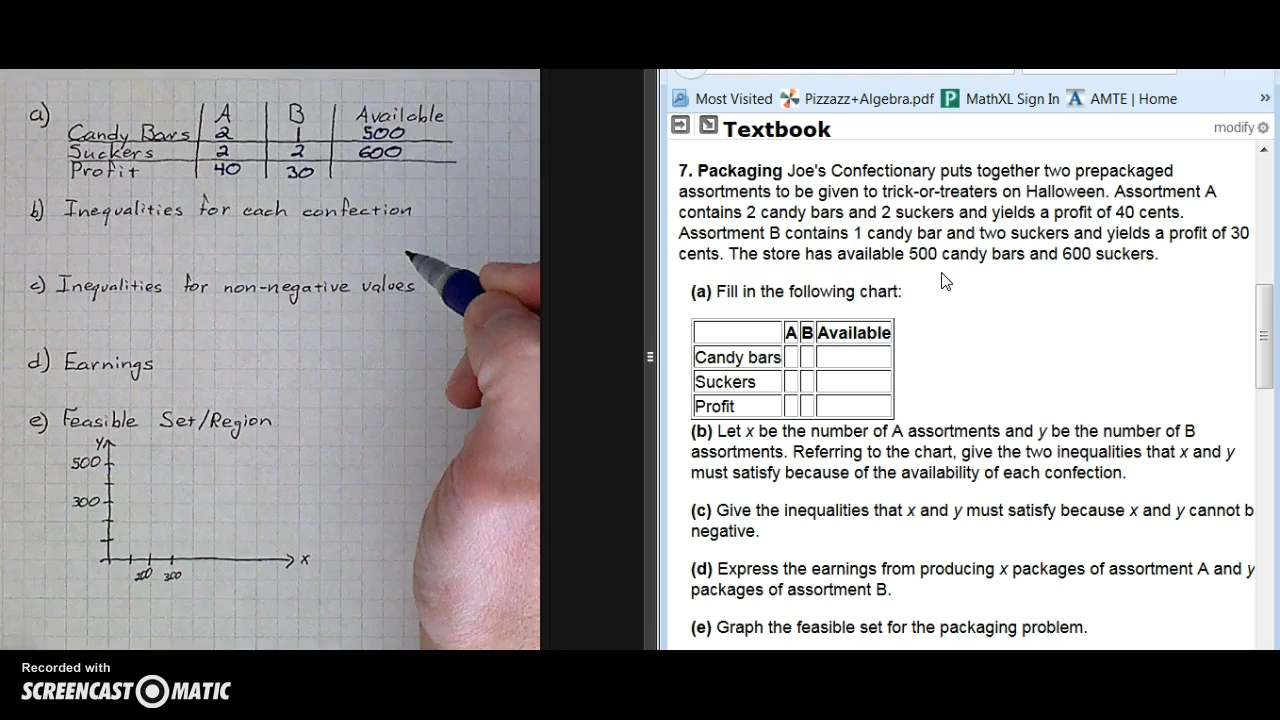 a) A B Available
Candy Bars 2 1 500
Suckers 2 2 600
Profit 40 30
b) Inequalities for each confection
c) Inequalities for non-negative values
d) Earnings
e) Feasible Set/Region
y
500
300
x
200 300
Recorded with
SCREENCAST-O-MATIC
Most Visited Pizzazz+Algebra.pdf MathXL Sign In AMTE | Home »
Textbook modify
7. Packaging Joe's Confectionary puts together two prepackaged
assortments to be given to trick-or-treaters on Halloween. Assortment A
contains 2 candy bars and 2 suckers and yields a profit of 40 cents.
Assortment B contains 1 candy bar and two suckers and yields a profit of 30
cents. The store has available 500 candy bars and 600 suckers.
(a) Fill in the following chart:
A B Available
Candy bars
Suckers
Profit
(b) Let x be the number of A assortments and y be the number of B
assortments. Referring to the chart, give the two inequalities that x and y
must satisfy because of the availability of each confection.
(c) Give the inequalities that x and y must satisfy because x and y cannot b
negative.
(d) Express the earnings from producing x packages of assortment A and y
packages of assortment B.
(e) Graph the feasible set for the packaging problem.